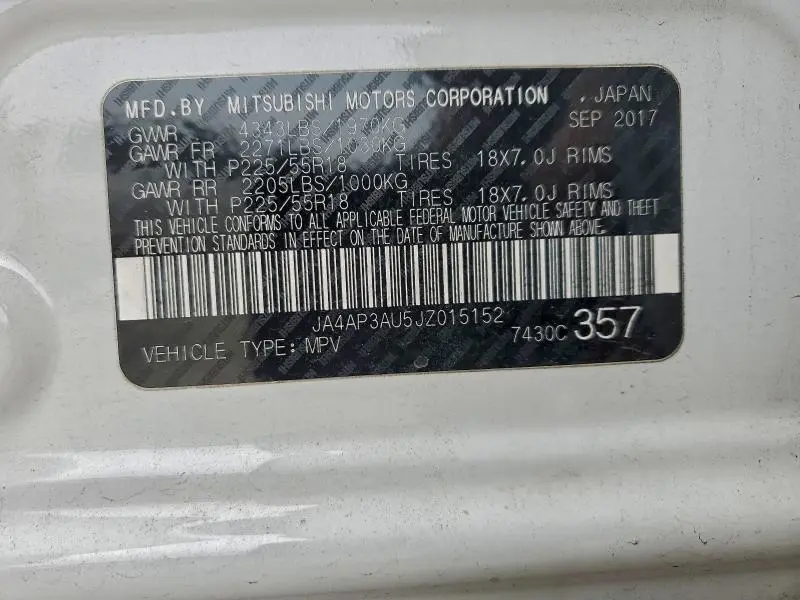 MFD.BY MITSUBISHI MOTORS CORPORATION , JAPAN
GVWR 4343LBS/1970KG SEP 2017
GAWR FR 2271LBS/1030KG
WITH P225/55R18 TIRES 18X7.0J RIMS
GAWR RR 2205LBS/1000KG
WITH P225/55R18 TIRES 18X7.0J RIMS
THIS VEHICLE CONFORMS TO ALL APPLICABLE FEDERAL MOTOR VEHICLE SAFETY AND THEFT
PREVENTION STANDARDS IN EFFECT ON THE DATE OF MANUFACTURE SHOWN ABOVE.
JA4AP3AU5JZ015152
VEHICLE TYPE: MPV 7430C 357